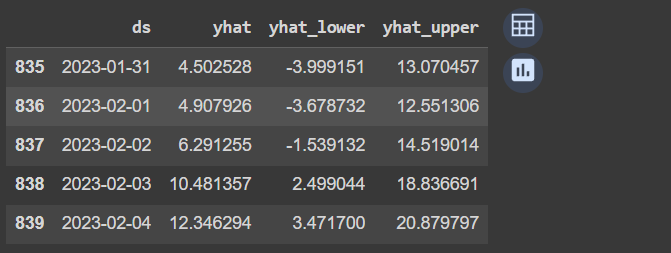 ds yhat yhat_lower yhat_upper
835 2023-01-31 4.502528 -3.999151 13.070457
836 2023-02-01 4.907926 -3.678732 12.551306
837 2023-02-02 6.291255 -1.539132 14.519014
838 2023-02-03 10.481357 2.499044 18.836691
839 2023-02-04 12.346294 3.471700 20.879797